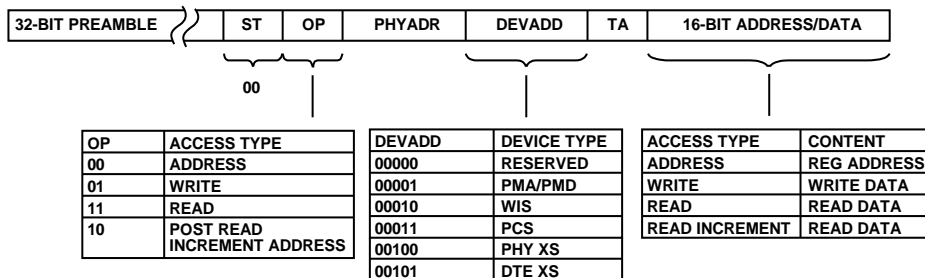 32-BIT PREAMBLE ST OP PHYADR DEVADD TA 16-BIT ADDRESS/DATA
00
OP ACCESS TYPE
00 ADDRESS
01 WRITE
11 READ
10 POST READ
INCREMENT ADDRESS
DEVADD DEVICE TYPE
00000 RESERVED
00001 PMA/PMD
00010 WIS
00011 PCS
00100 PHY XS
00101 DTE XS
ACCESS TYPE CONTENT
ADDRESS REG ADDRESS
WRITE WRITE DATA
READ READ DATA
READ INCREMENT READ DATA